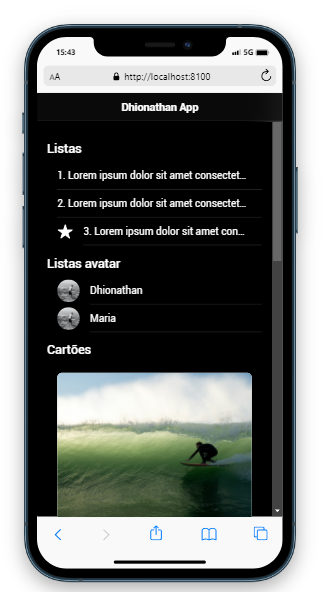 15:43
5G
AA
http://localhost:8100
Dhionathan App
Listas
1. Lorem ipsum dolor sit amet consectet...
2. Lorem ipsum dolor sit amet consectet...
3. Lorem ipsum dolor sit amet con...
Listas avatar
Dhionathan
Maria
Cartões